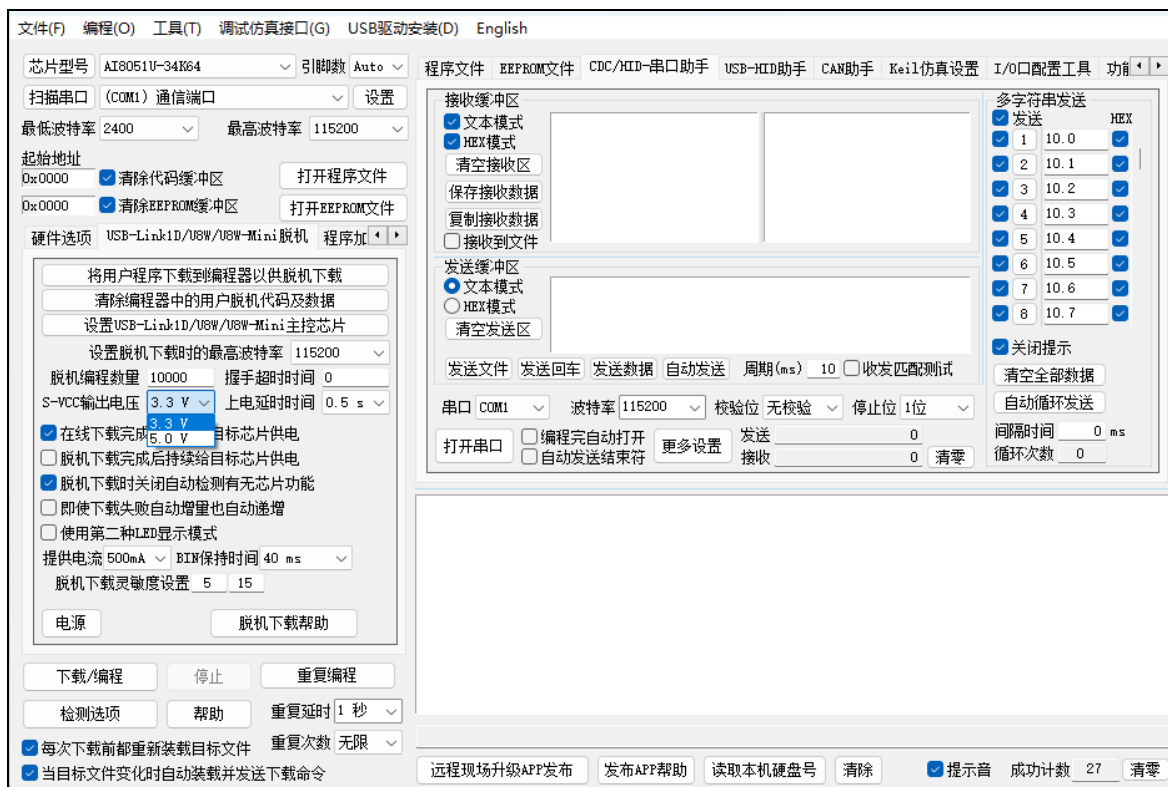 文件(F) 编程(O) 工具(T) 调试仿真接口(G) USB驱动安装(D) English
芯片型号 AI8051U-34K64 引脚数 Auto
扫描串口 (COM1) 通信端口 设置
最低波特率 2400 最高波特率 115200
起始地址
0x0000 清除代码缓冲区 打开程序文件
0x0000 清除EEPROM缓冲区 打开EEPROM文件
硬件选项 USB-Link1D/U8W/U8W-Mini脱机 程序加
将用户程序下载到编程器以供脱机下载
清除编程器中的用户脱机代码及数据
设置USB-Link1D/U8W/U8W-Mini主控芯片
设置脱机下载时的最高波特率 115200
脱机编程数量 10000 握手超时时间 0
S-VCC输出电压 3.3 V 上电延时时间 0.5 s
3.3 V
5.0 V
在线下载完成 目标芯片供电
脱机下载完成后持续给目标芯片供电
脱机下载时关闭自动检测有无芯片功能
即使下载失败自动增量也自动递增
使用第二种LED显示模式
提供电流 500mA BIN保持时间 40 ms
脱机下载灵敏度设置 5 15
电源 脱机下载帮助
下载/编程 停止 重复编程
检测选项 帮助 重复延时 1 秒
每次下载前都重新装载目标文件 重复次数 无限
当目标文件变化时自动装载并发送下载命令
程序文件 EEPROM文件 CDC/HID-串口助手 USB-HID助手 CAN助手 Keil仿真设置 I/O口配置工具
接收缓冲区
文本模式
HEX模式
清空接收区
保存接收数据
复制接收数据
接收到文件
发送缓冲区
文本模式
HEX模式
清空发送区
发送文件 发送回车 发送数据 自动发送 周期(ms) 10 收发匹配测试
串口 COM1 波特率 115200 校验位 无校验 停止位 1位
打开串口 编程完自动打开 更多设置 发送 0
自动发送结束符 接收 0 清零
多字符串发送
发送 HEX
1 10.0
2 10.1
3 10.2
4 10.3
5 10.4
6 10.5
7 10.6
8 10.7
关闭提示
清空全部数据
自动循环发送
间隔时间 0 ms
循环次数 0
远程现场升级APP发布 发布APP帮助 读取本机硬盘号 清除 提示音 成功计数 27 清零